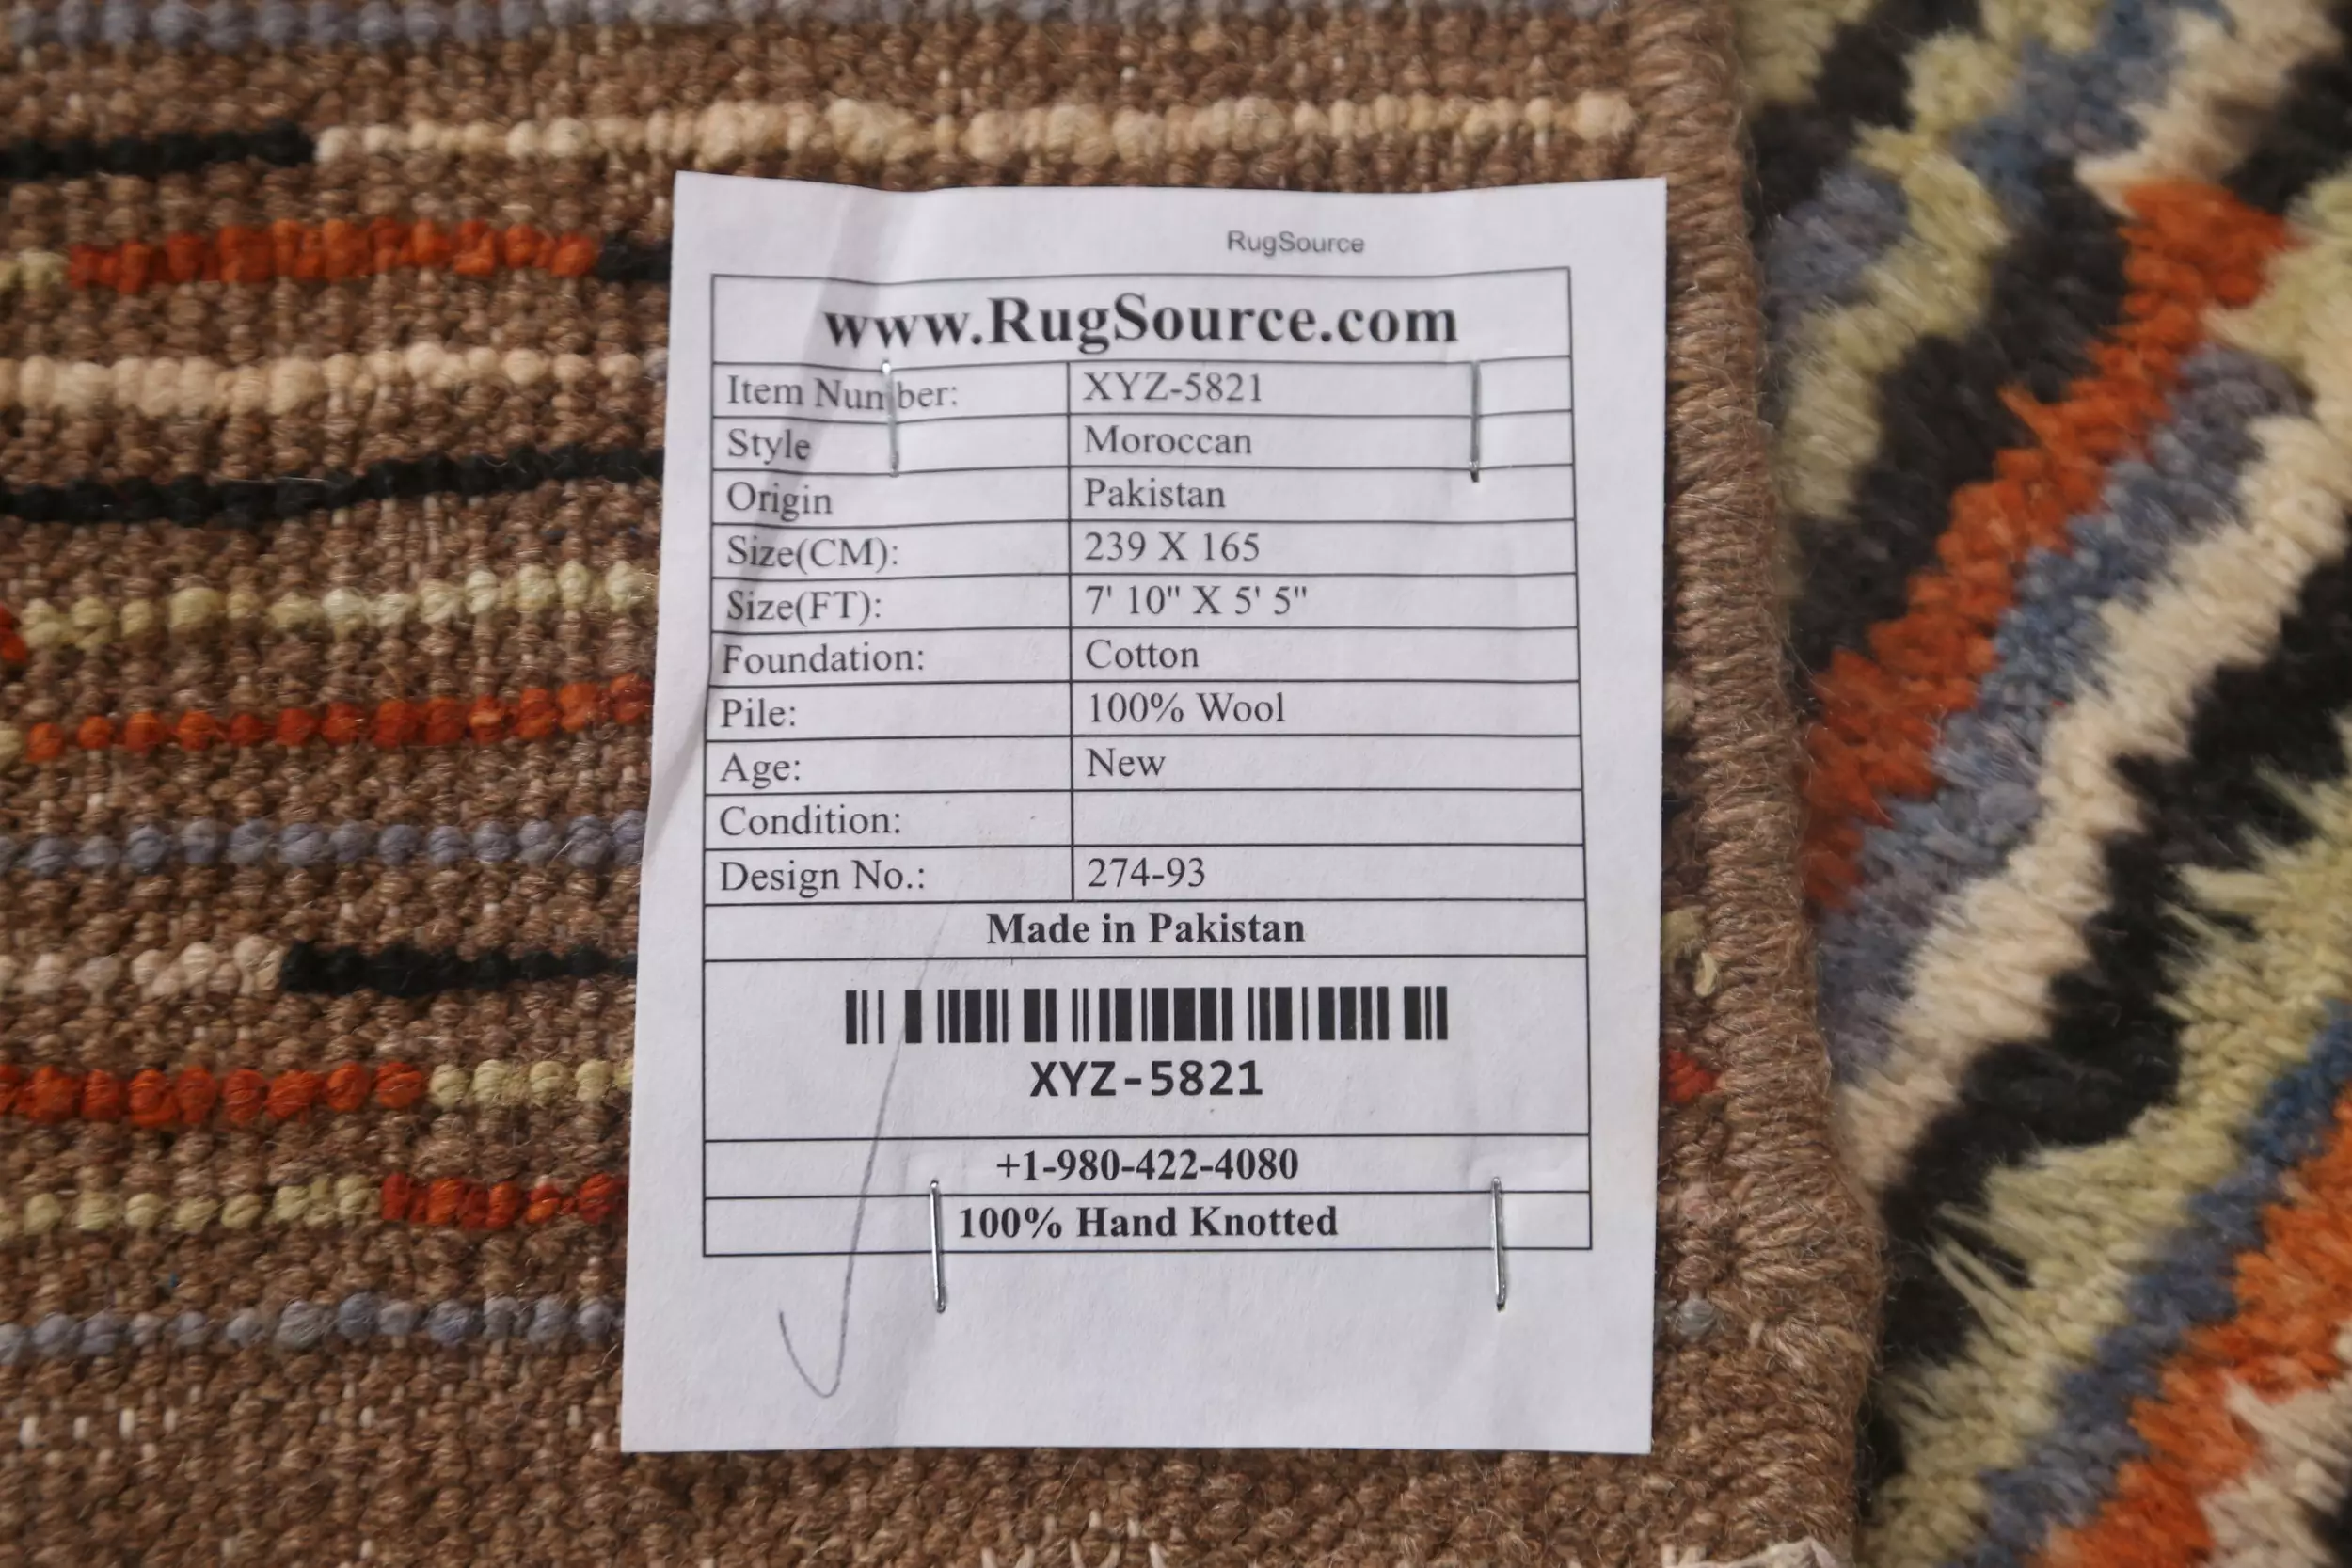 RugSource
www.RugSource.com
Item Number: XYZ-5821
Style Moroccan
Origin Pakistan
Size(CM): 239 X 165
Size(FT): 7' 10" X 5' 5"
Foundation: Cotton
Pile: 100% Wool
Age: New
Condition:
Design No.: 274-93
Made in Pakistan
XYZ-5821
+1-980-422-4080
100% Hand Knotted